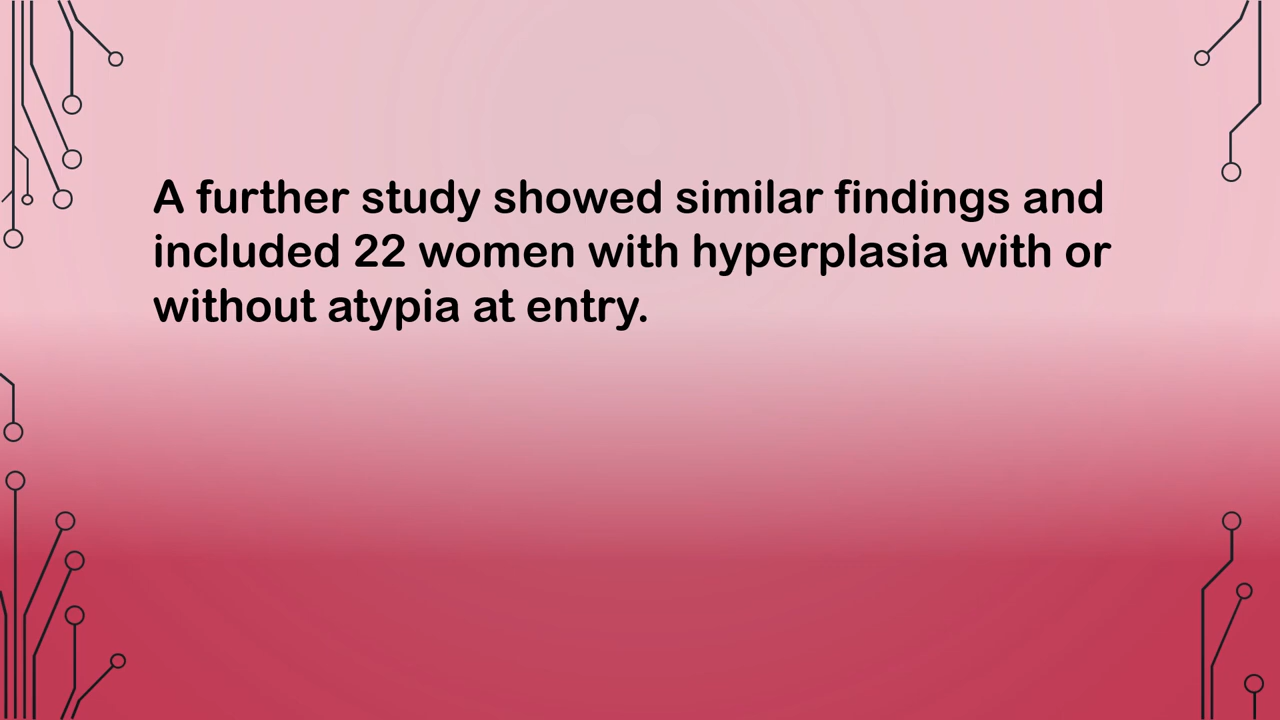 A further study showed similar findings and
included 22 women with hyperplasia with or
without atypia at entry.